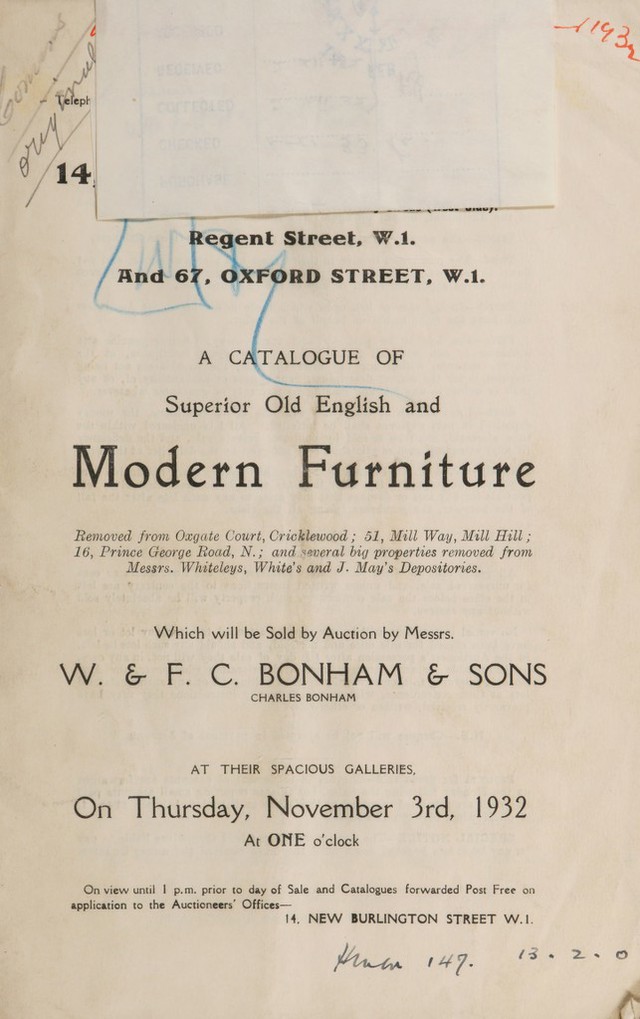 1932
original
Teleph
14,
Regent Street, W.1.
And 67, OXFORD STREET, W.1.
A CATALOGUE OF
Superior Old English and
Modern Furniture
Removed from Oxgate Court, Cricklewood; 51, Mill Way, Mill Hill;
16, Prince George Road, N.; and several big properties removed from
Messrs. Whiteleys, White's and J. May's Depositories.
Which will be Sold by Auction by Messrs.
W. & F. C. BONHAM & SONS
CHARLES BONHAM
AT THEIR SPACIOUS GALLERIES,
On Thursday, November 3rd, 1932
At ONE o'clock
On view until 1 p.m. prior to day of Sale and Catalogues forwarded Post Free on
application to the Auctioneers' Offices—
14, NEW BURLINGTON STREET W.1.
147. 13 . 2 . 0